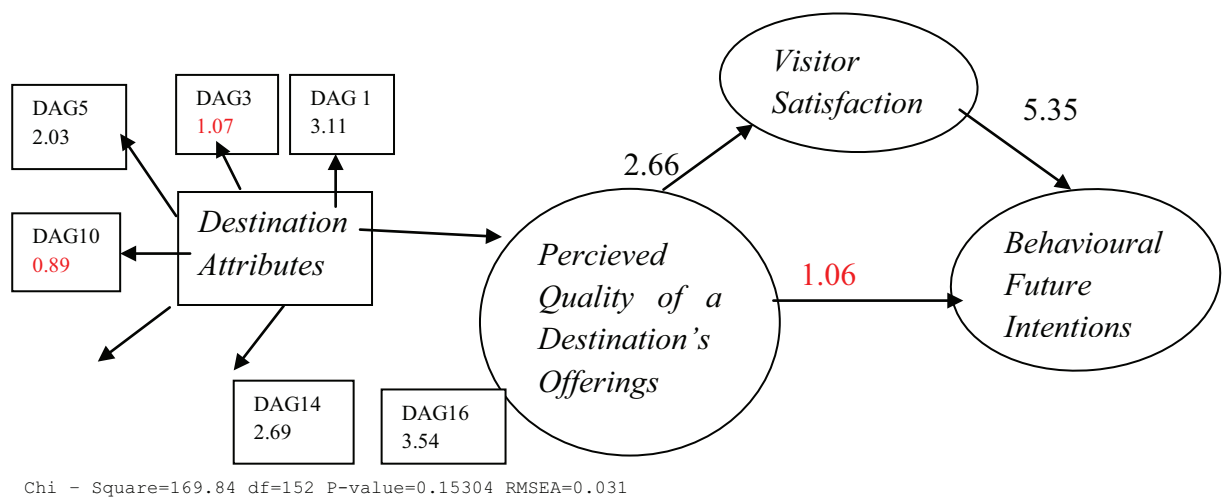 Visitor
Satisfaction
5.35
DAG5
2.03
DAG3
1.07
DAG 1
3.11
2.66
DAG10
0.89
Destination
Attributes
Percieved
Quality of a
Destination's
Offerings
1.06
Behavioural
Future
Intentions
DAG14
2.69
DAG16
3.54
Chi - Square=169.84 df=152 P-value=0.15304 RMSEA=0.031